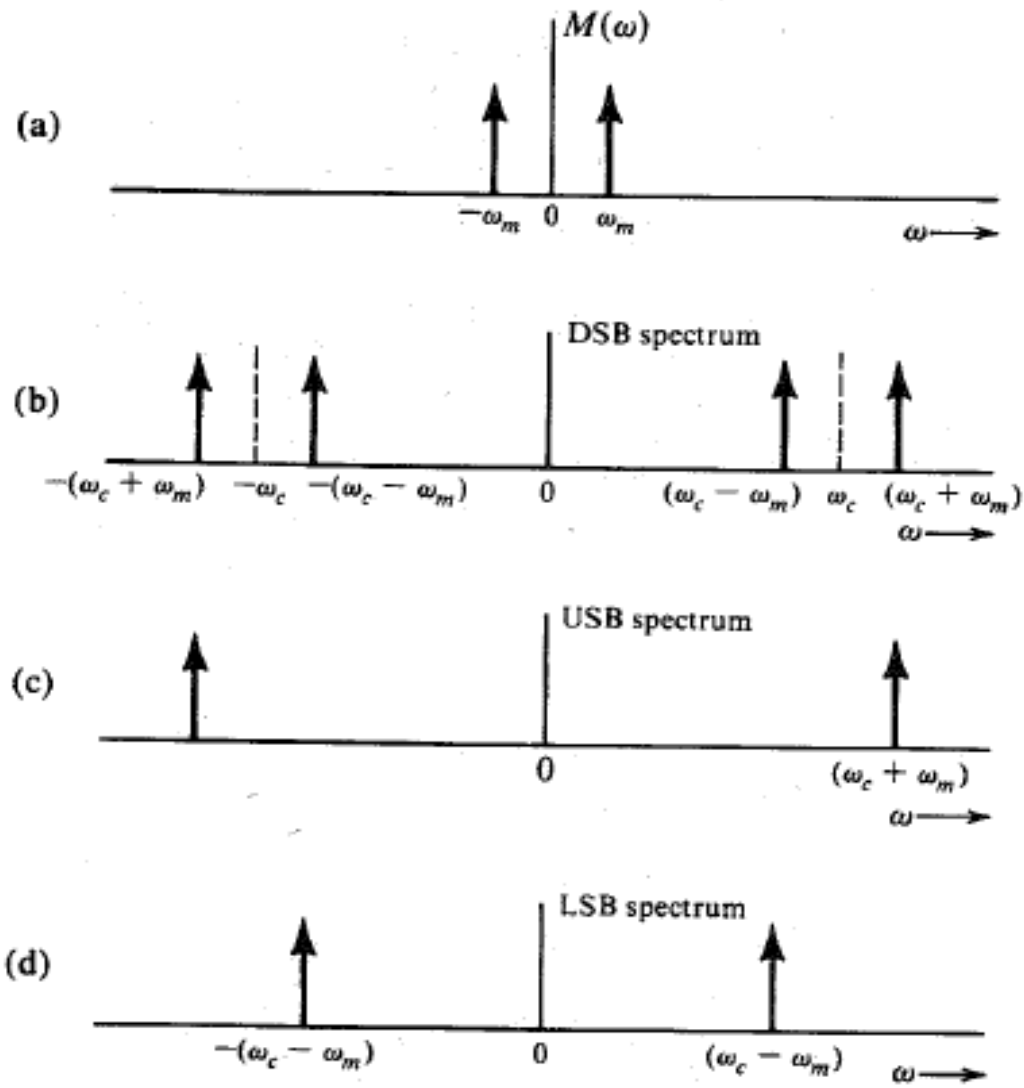 M(ω)
(a)
−ω_m 0 ω_m
ω
DSB spectrum
(b)
−(ω_c + ω_m) −ω_c −(ω_c − ω_m) 0 (ω_c − ω_m) ω_c (ω_c + ω_m)
ω
USB spectrum
(c)
0 (ω_c + ω_m)
ω
LSB spectrum
(d)
−(ω_c − ω_m) 0 (ω_c − ω_m)
ω